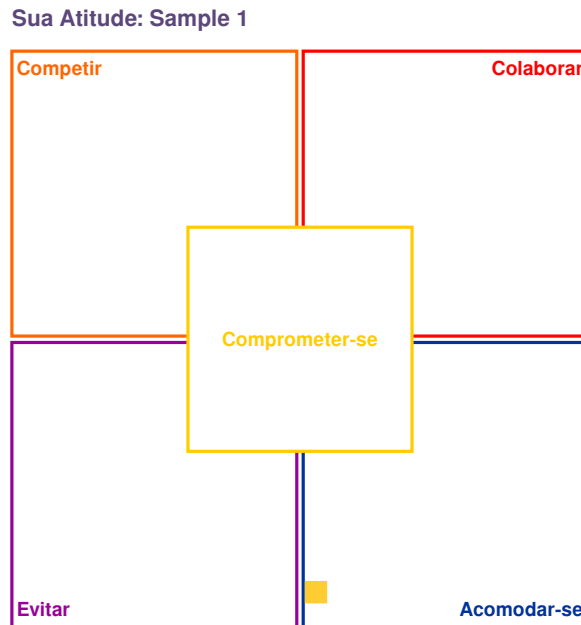 Sua Atitude: Sample 1
Competir
Colaborar
Comprometer-se
Evitar
Acomodar-se